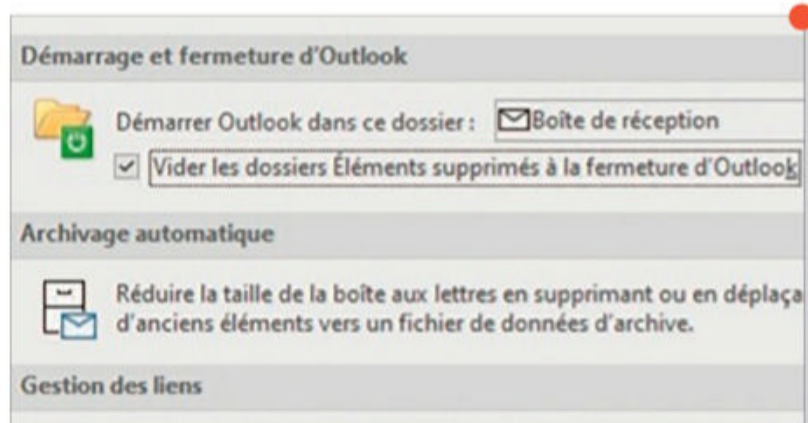 Démarrage et fermeture d'Outlook
Démarrer Outlook dans ce dossier :
Boîte de réception
Vider les dossiers Éléments supprimés à la fermeture d'Outlook
Archivage automatique
Réduire la taille de la boîte aux lettres en supprimant ou en déplaça
d'anciens éléments vers un fichier de données d'archive.
Gestion des liens